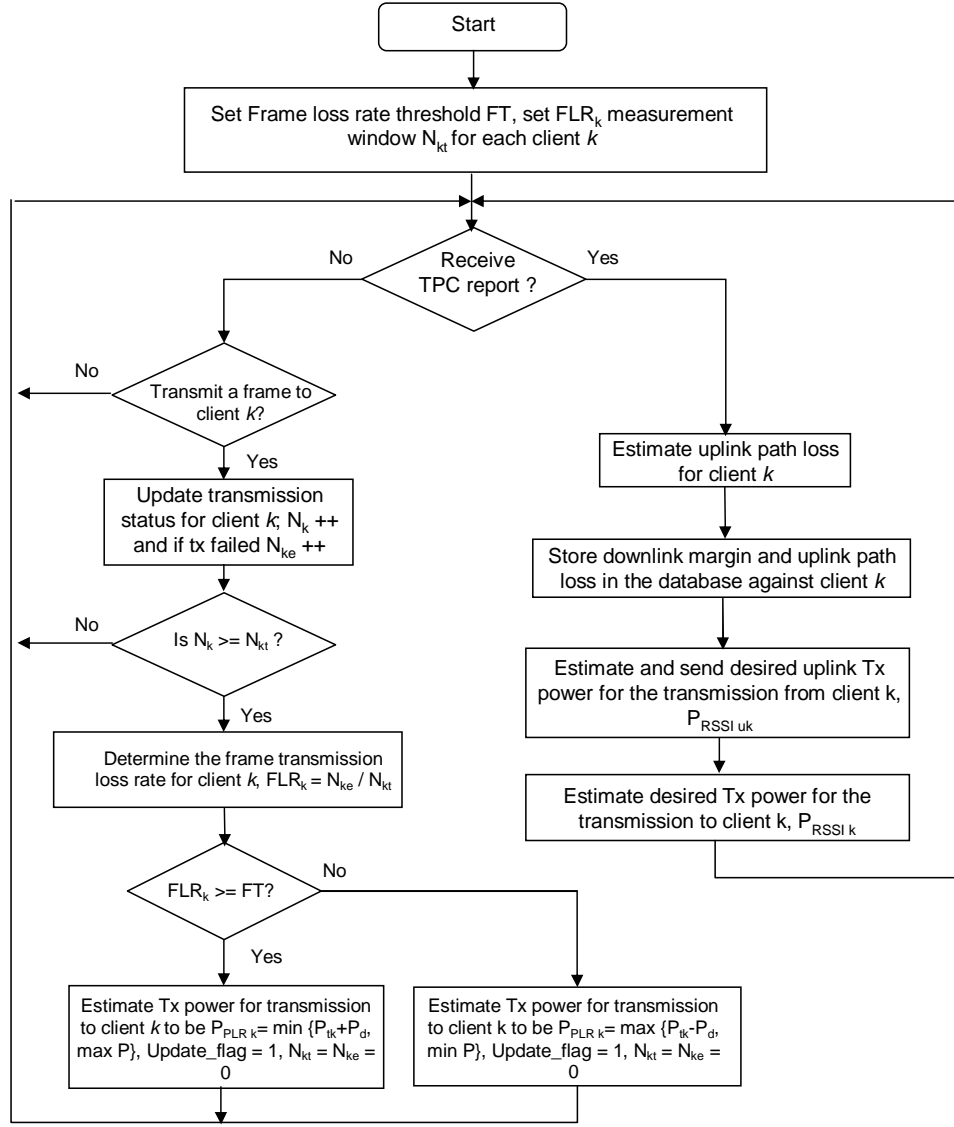 Start
Set Frame loss rate threshold FT, set FLRk measurement
window Nkt for each client k
Receive
TPC report ?
No
Yes
Transmit a frame to
client k?
No
Yes
Update transmission
status for client k; Nk ++
and if tx failed Nke ++
Is Nk >= Nkt ?
No
Yes
Determine the frame transmission
loss rate for client k, FLRk = Nke / Nkt
FLRk >= FT?
No
Yes
Estimate Tx power for transmission
to client k to be PPLR k= min {Ptk+Pd,
max P}, Update_flag = 1, Nkt = Nke =
0
Estimate Tx power for transmission
to client k to be PPLR k= max {Ptk-Pd,
min P}, Update_flag = 1, Nkt = Nke =
0
Estimate uplink path loss
for client k
Store downlink margin and uplink path
loss in the database against client k
Estimate and send desired uplink Tx
power for the transmission from client k,
PRSSI uk
Estimate desired Tx power for the
transmission to client k, PRSSI k